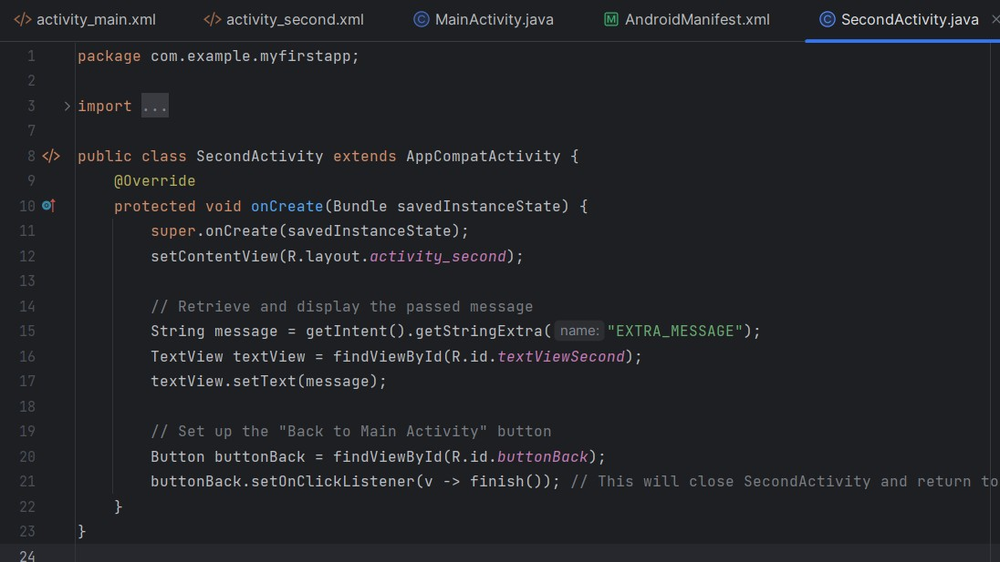 activity_main.xml activity_second.xml MainActivity.java AndroidManifest.xml SecondActivity.java
1 package com.example.myfirstapp;
2
3 import ...
7
8 public class SecondActivity extends AppCompatActivity {
9 @Override
10 protected void onCreate(Bundle savedInstanceState) {
11 super.onCreate(savedInstanceState);
12 setContentView(R.layout.activity_second);
13
14 // Retrieve and display the passed message
15 String message = getIntent().getStringExtra( name: "EXTRA_MESSAGE");
16 TextView textView = findViewById(R.id.textViewSecond);
17 textView.setText(message);
18
19 // Set up the "Back to Main Activity" button
20 Button buttonBack = findViewById(R.id.buttonBack);
21 buttonBack.setOnClickListener(v -> finish()); // This will close SecondActivity and return to
22 }
23 }
24